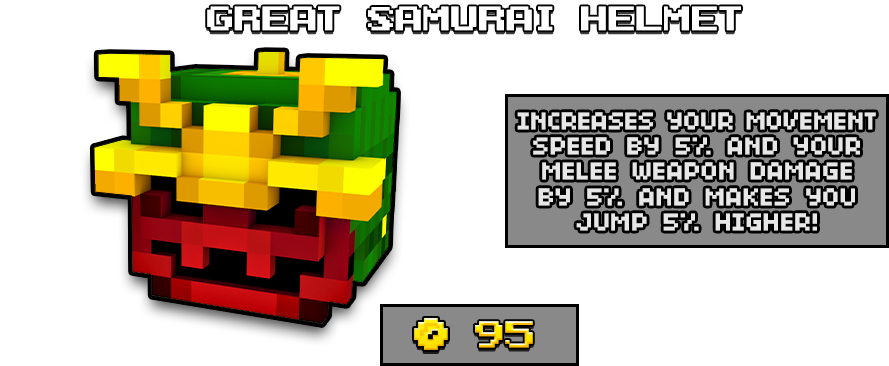 GREAT SAMURAI HELMET
INCREASES YOUR MOVEMENT
SPEED BY 5% AND YOUR
MELEE WEAPON DAMAGE
BY 5% AND MAKES YOU
JUMP 5% HIGHER!
95